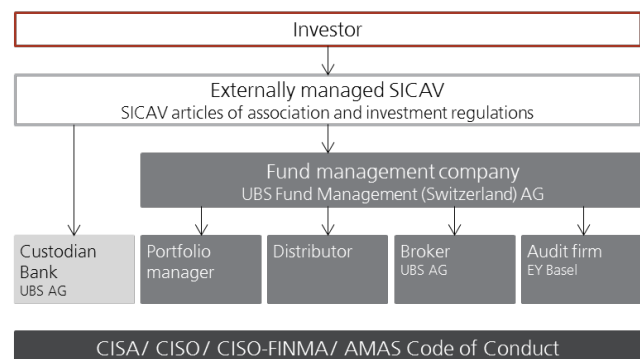 Investor
Externally managed SICAV
SICAV articles of association and investment regulations
Fund management company
UBS Fund Management (Switzerland) AG
Custodian
Bank
UBS AG
Portfolio
manager
Distributor
Broker
UBS AG
Audit firm
EY Basel
CISA/ CISO/ CISO-FINMA/ AMAS Code of Conduct